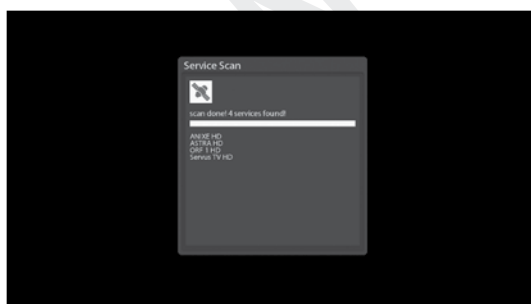 Service Scan
scan done! 4 services found!
ANIXE HD
ASTRA HD
ORF 1 HD
Servus TV HD